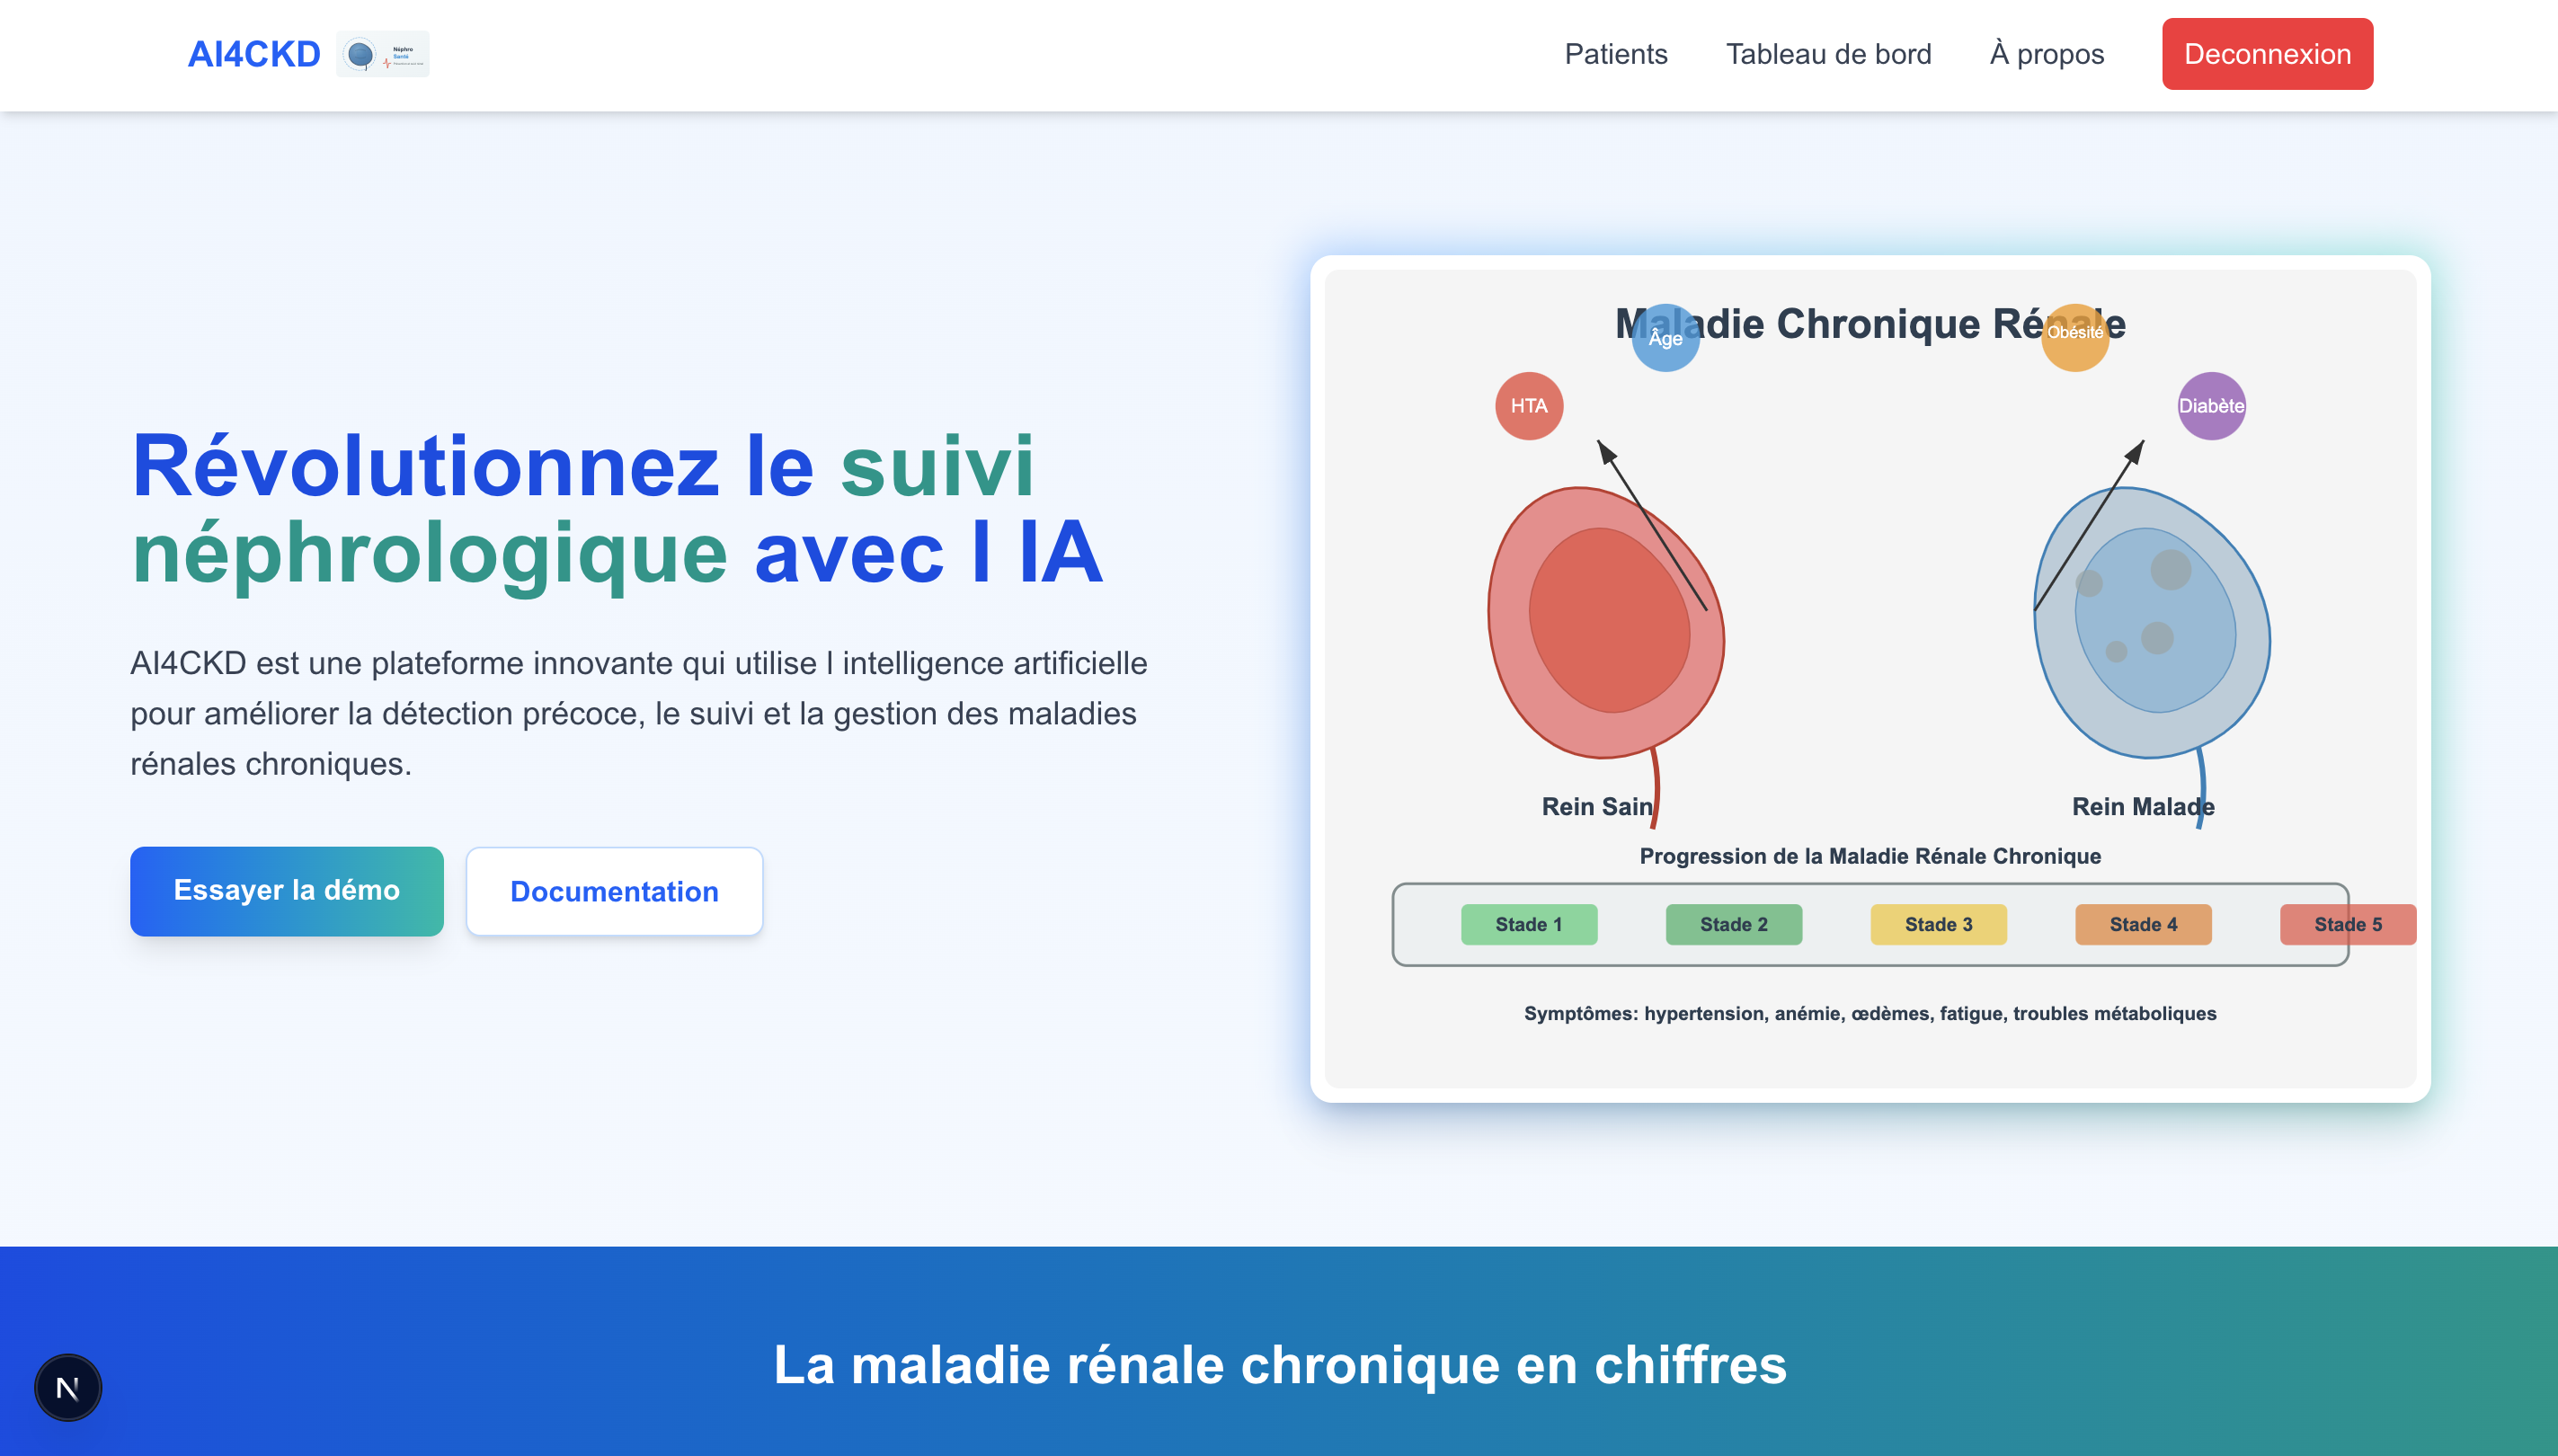 AI4CKD
Néphro
Santé
Patients
Tableau de bord
À propos
Deconnexion
Révolutionnez le suivi
néphrologique avec l IA
AI4CKD est une plateforme innovante qui utilise l intelligence artificielle
pour améliorer la détection précoce, le suivi et la gestion des maladies
rénales chroniques.
Essayer la démo
Documentation
Maladie Chronique Rénale
Âge
Obésité
HTA
Diabète
Rein Sain
Rein Malade
Progression de la Maladie Rénale Chronique
Stade 1
Stade 2
Stade 3
Stade 4
Stade 5
Symptômes: hypertension, anémie, œdèmes, fatigue, troubles métaboliques
La maladie rénale chronique en chiffres
N